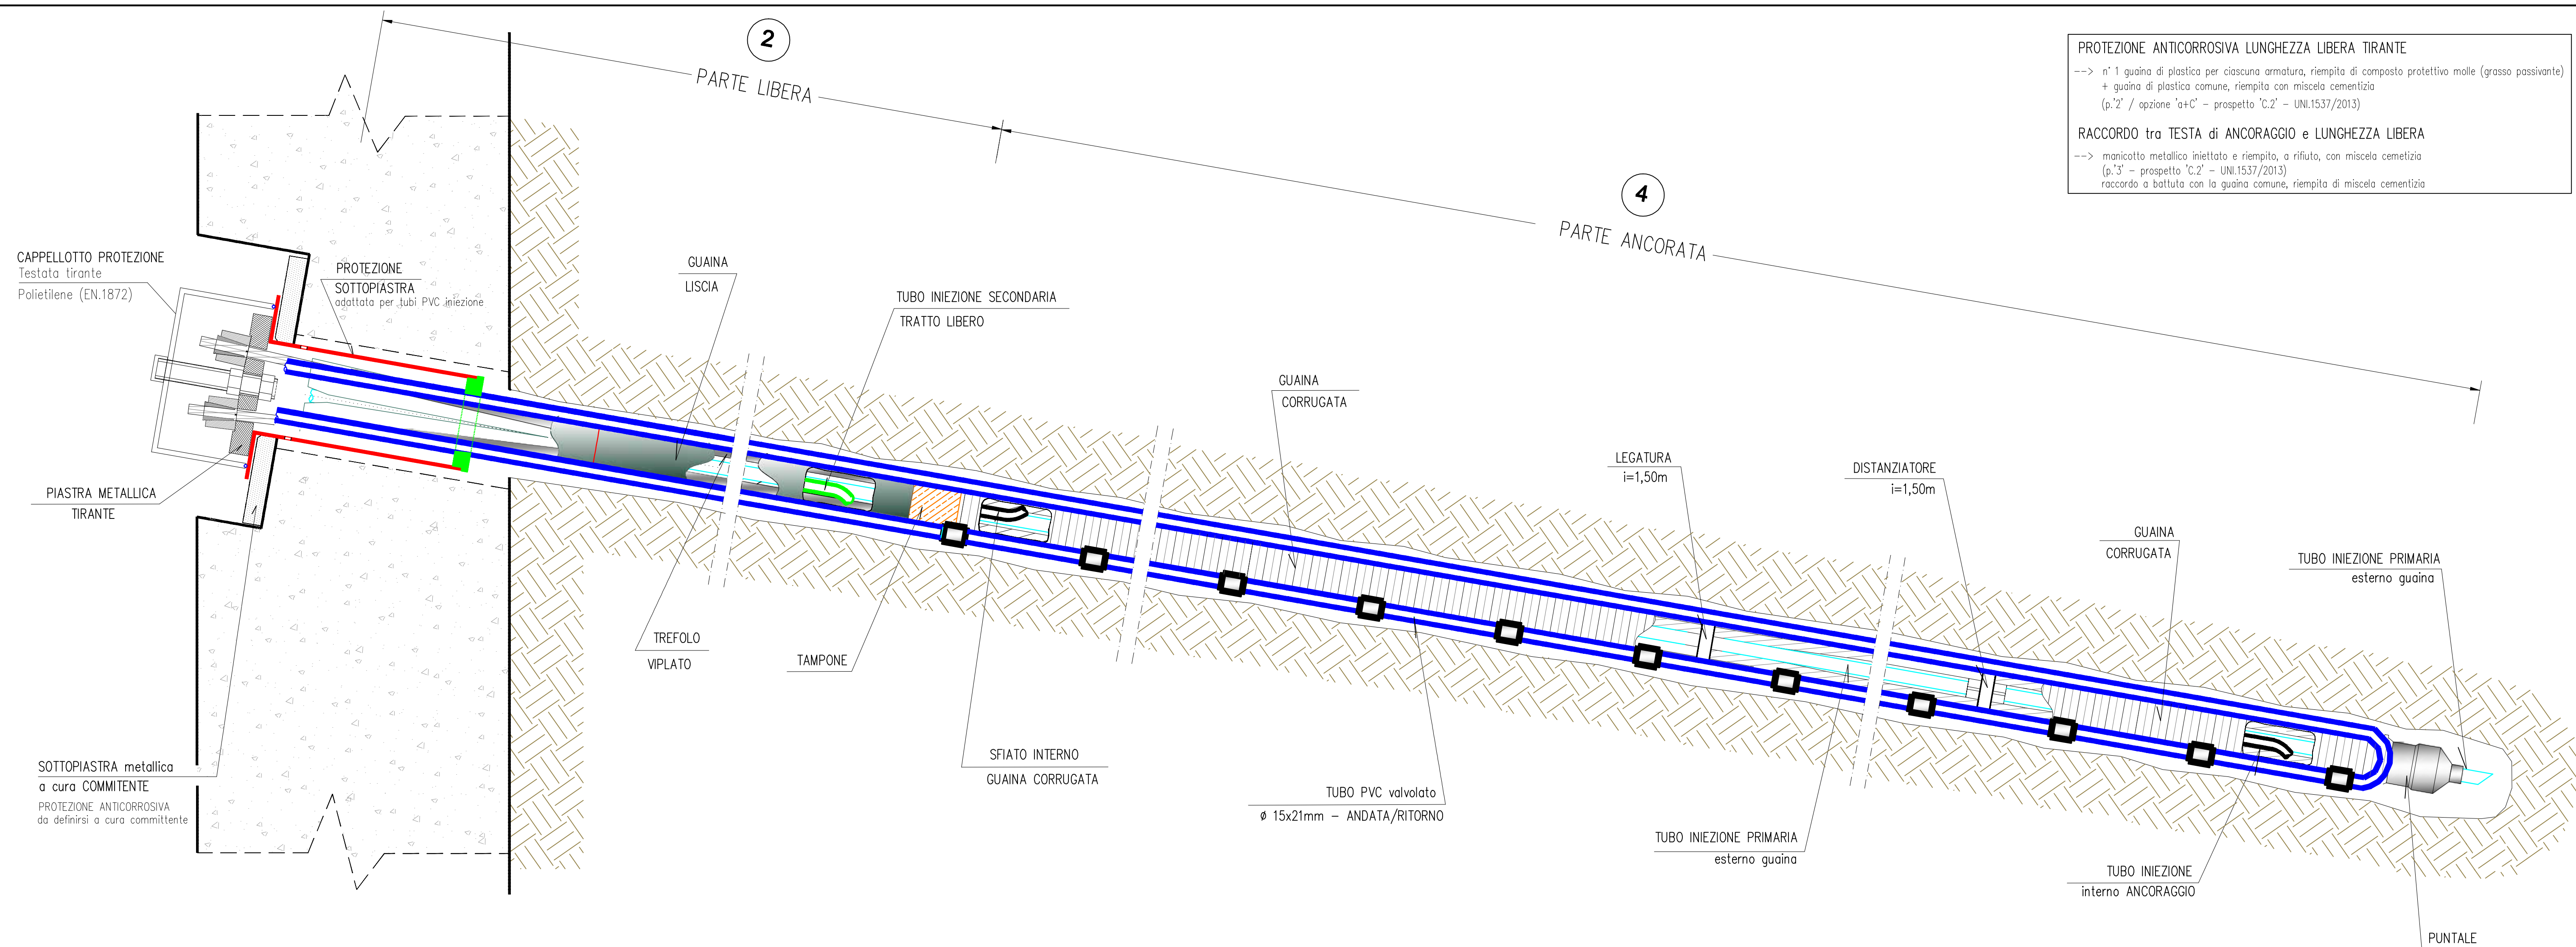 2
PARTE LIBERA
4
PARTE ANCORATA
PROTEZIONE ANTICORROSIVA LUNGHEZZA LIBERA TIRANTE
--> n° 1 guaina di plastica per ciascuna armatura, riempita di composto protettivo molle (grasso passivante)
+ guaina di plastica comune, riempita con miscela cementizia
(p.'2' / opzione 'a+C' - prospetto 'C.2' - UNI.1537/2013)
RACCORDO tra TESTA di ANCORAGGIO e LUNGHEZZA LIBERA
--> manicotto metallico iniettato e riempito, a rifiuto, con miscela cemetizia
(p.'3' - prospetto 'C.2' - UNI.1537/2013)
raccordo a battuta con la guaina comune, riempita di miscela cementizia
CAPPELLOTTO PROTEZIONE
Testata tirante
Polietilene (EN.1872)
PROTEZIONE
SOTTOPIASTRA
adattata per tubi PVC iniezione
GUAINA
LISCIA
TUBO INIEZIONE SECONDARIA
TRATTO LIBERO
GUAINA
CORRUGATA
LEGATURA
i=1,50m
DISTANZIATORE
i=1,50m
GUAINA
CORRUGATA
TUBO INIEZIONE PRIMARIA
esterno guaina
PIASTRA METALLICA
TIRANTE
TREFOLO
VIPLATO
TAMPONE
SFIATO INTERNO
GUAINA CORRUGATA
TUBO PVC valvolato
ø 15x21mm - ANDATA/RITORNO
TUBO INIEZIONE PRIMARIA
esterno guaina
TUBO INIEZIONE
interno ANCORAGGIO
PUNTALE
SOTTOPIASTRA metallica
a cura COMMITENTE
PROTEZIONE ANTICORROSIVA
da definirsi a cura committente